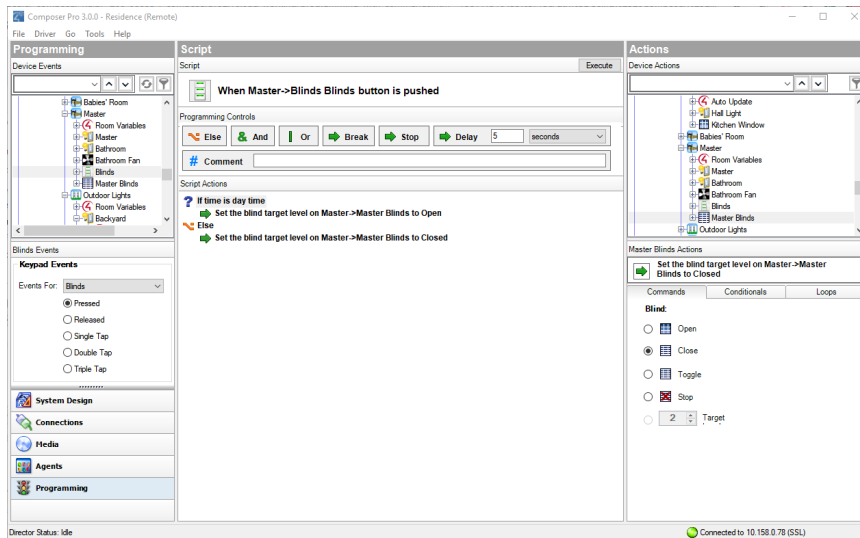 Composer Pro 3.0.0 - Residence (Remote)
File Driver Go Tools Help
Programming
Device Events
Babies' Room
Master
Room Variables
Master
Bathroom
Bathroom Fan
Blinds
Master Blinds
Outdoor Lights
Room Variables
Backyard
Blinds Events
Keypad Events
Events For: Blinds
Pressed
Released
Single Tap
Double Tap
Triple Tap
System Design
Connections
Media
Agents
Programming
Script
Script Execute
When Master->Blinds Blinds button is pushed
Programming Controls
Else & And Or Break Stop Delay 5 seconds
# Comment
Script Actions
? If time is day time
Set the blind target level on Master->Master Blinds to Open
Else
Set the blind target level on Master->Master Blinds to Closed
Actions
Device Actions
Auto Update
Hall Light
Kitchen Window
Babies' Room
Master
Room Variables
Master
Bathroom
Bathroom Fan
Blinds
Master Blinds
Outdoor Lights
Master Blinds Actions
Set the blind target level on Master->Master
Blinds to Closed
Commands Conditionals Loops
Blind:
Open
Close
Toggle
Stop
2 Target
Director Status: Idle
Connected to 10.158.0.78 (SSL)